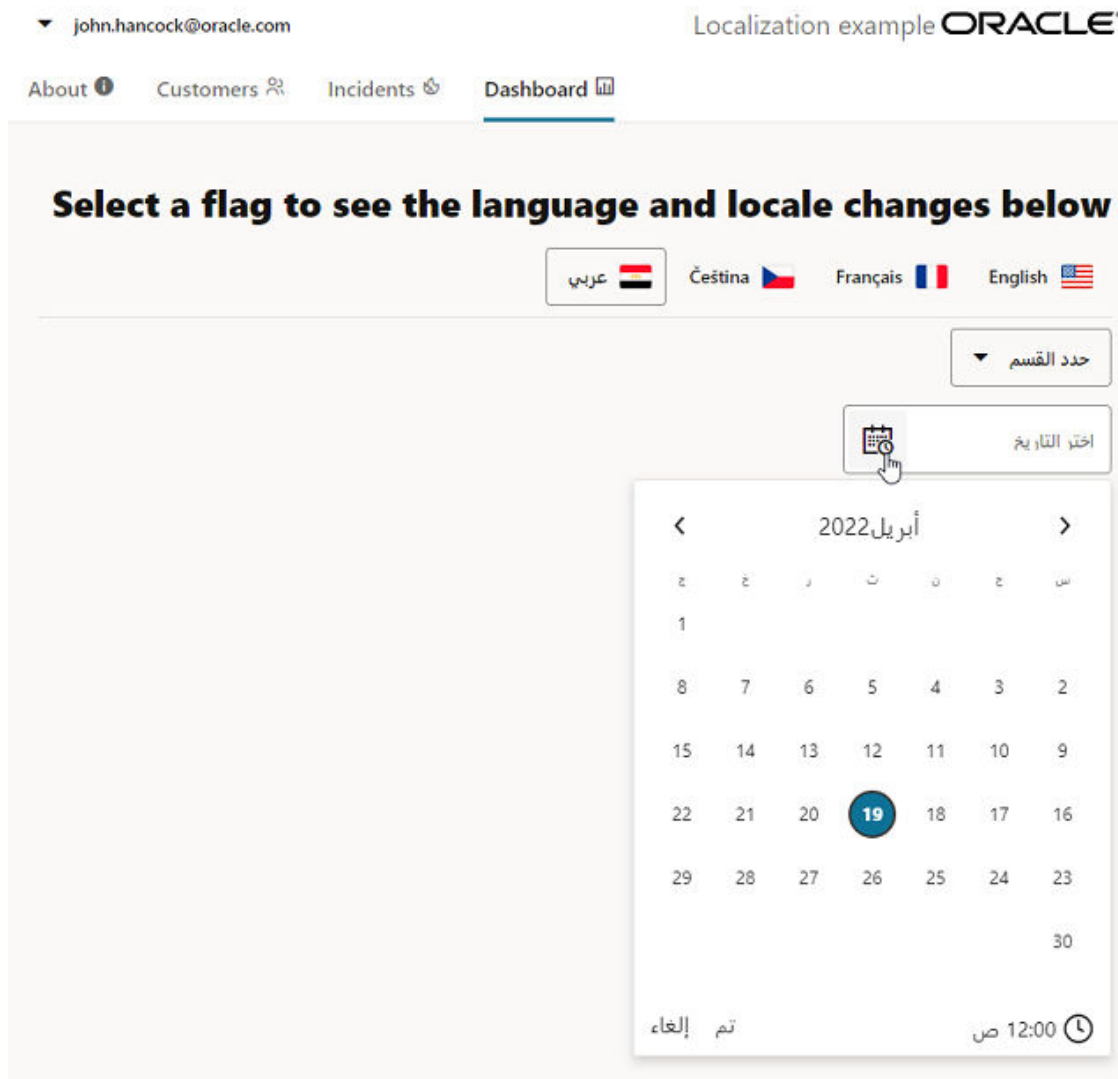 john.hancock@oracle.com
Localization example ORACLE
About Customers Incidents Dashboard
Select a flag to see the language and locale changes below
English Français Čeština عربي
حدد القسم
اختر التاريخ
أبريل2022
س ح ن ث ر خ ج
1
2 3 4 5 6 7 8
9 10 11 12 13 14 15
16 17 18 19 20 21 22
23 24 25 26 27 28 29
30
12:00 ص تم إلغاء